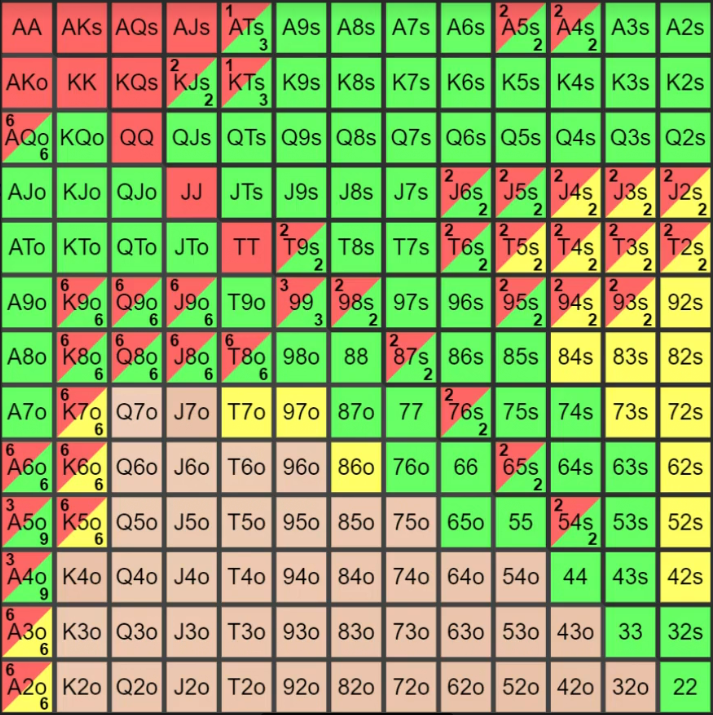 AA AKs AQs AJs 1 ATs 3 A9s A8s A7s A6s 2 A5s 2 2 A4s 2 A3s A2s
AKo KK KQs 2 KJs 2 1 KTs 3 K9s K8s K7s K6s K5s K4s K3s K2s
6 AQo 6 KQo QQ QJs QTs Q9s Q8s Q7s Q6s Q5s Q4s Q3s Q2s
AJo KJo QJo JJ JTs J9s J8s J7s 2 J6s 2 2 J5s 2 2 J4s 2 2 J3s 2 2 J2s 2
ATo KTo QTo JTo TT 2 T9s 2 T8s T7s 2 T6s 2 2 T5s 2 2 T4s 2 2 T3s 2 2 T2s 2
A9o 6 K9o 6 6 Q9o 6 6 J9o 6 T9o 3 99 3 2 98s 2 97s 96s 2 95s 2 2 94s 2 2 93s 2 92s
A8o 6 K8o 6 6 Q8o 6 6 J8o 6 6 T8o 6 98o 88 2 87s 2 86s 85s 84s 83s 82s
A7o 6 K7o 6 Q7o J7o T7o 97o 87o 77 2 76s 2 75s 74s 73s 72s
6 A6o 6 6 K6o 6 Q6o J6o T6o 96o 86o 76o 66 2 65s 2 64s 63s 62s
3 A5o 9 6 K5o 6 Q5o J5o T5o 95o 85o 75o 65o 55 2 54s 2 53s 52s
3 A4o 9 K4o Q4o J4o T4o 94o 84o 74o 64o 54o 44 43s 42s
6 A3o 6 K3o Q3o J3o T3o 93o 83o 73o 63o 53o 43o 33 32s
6 A2o 6 K2o Q2o J2o T2o 92o 82o 72o 62o 52o 42o 32o 22